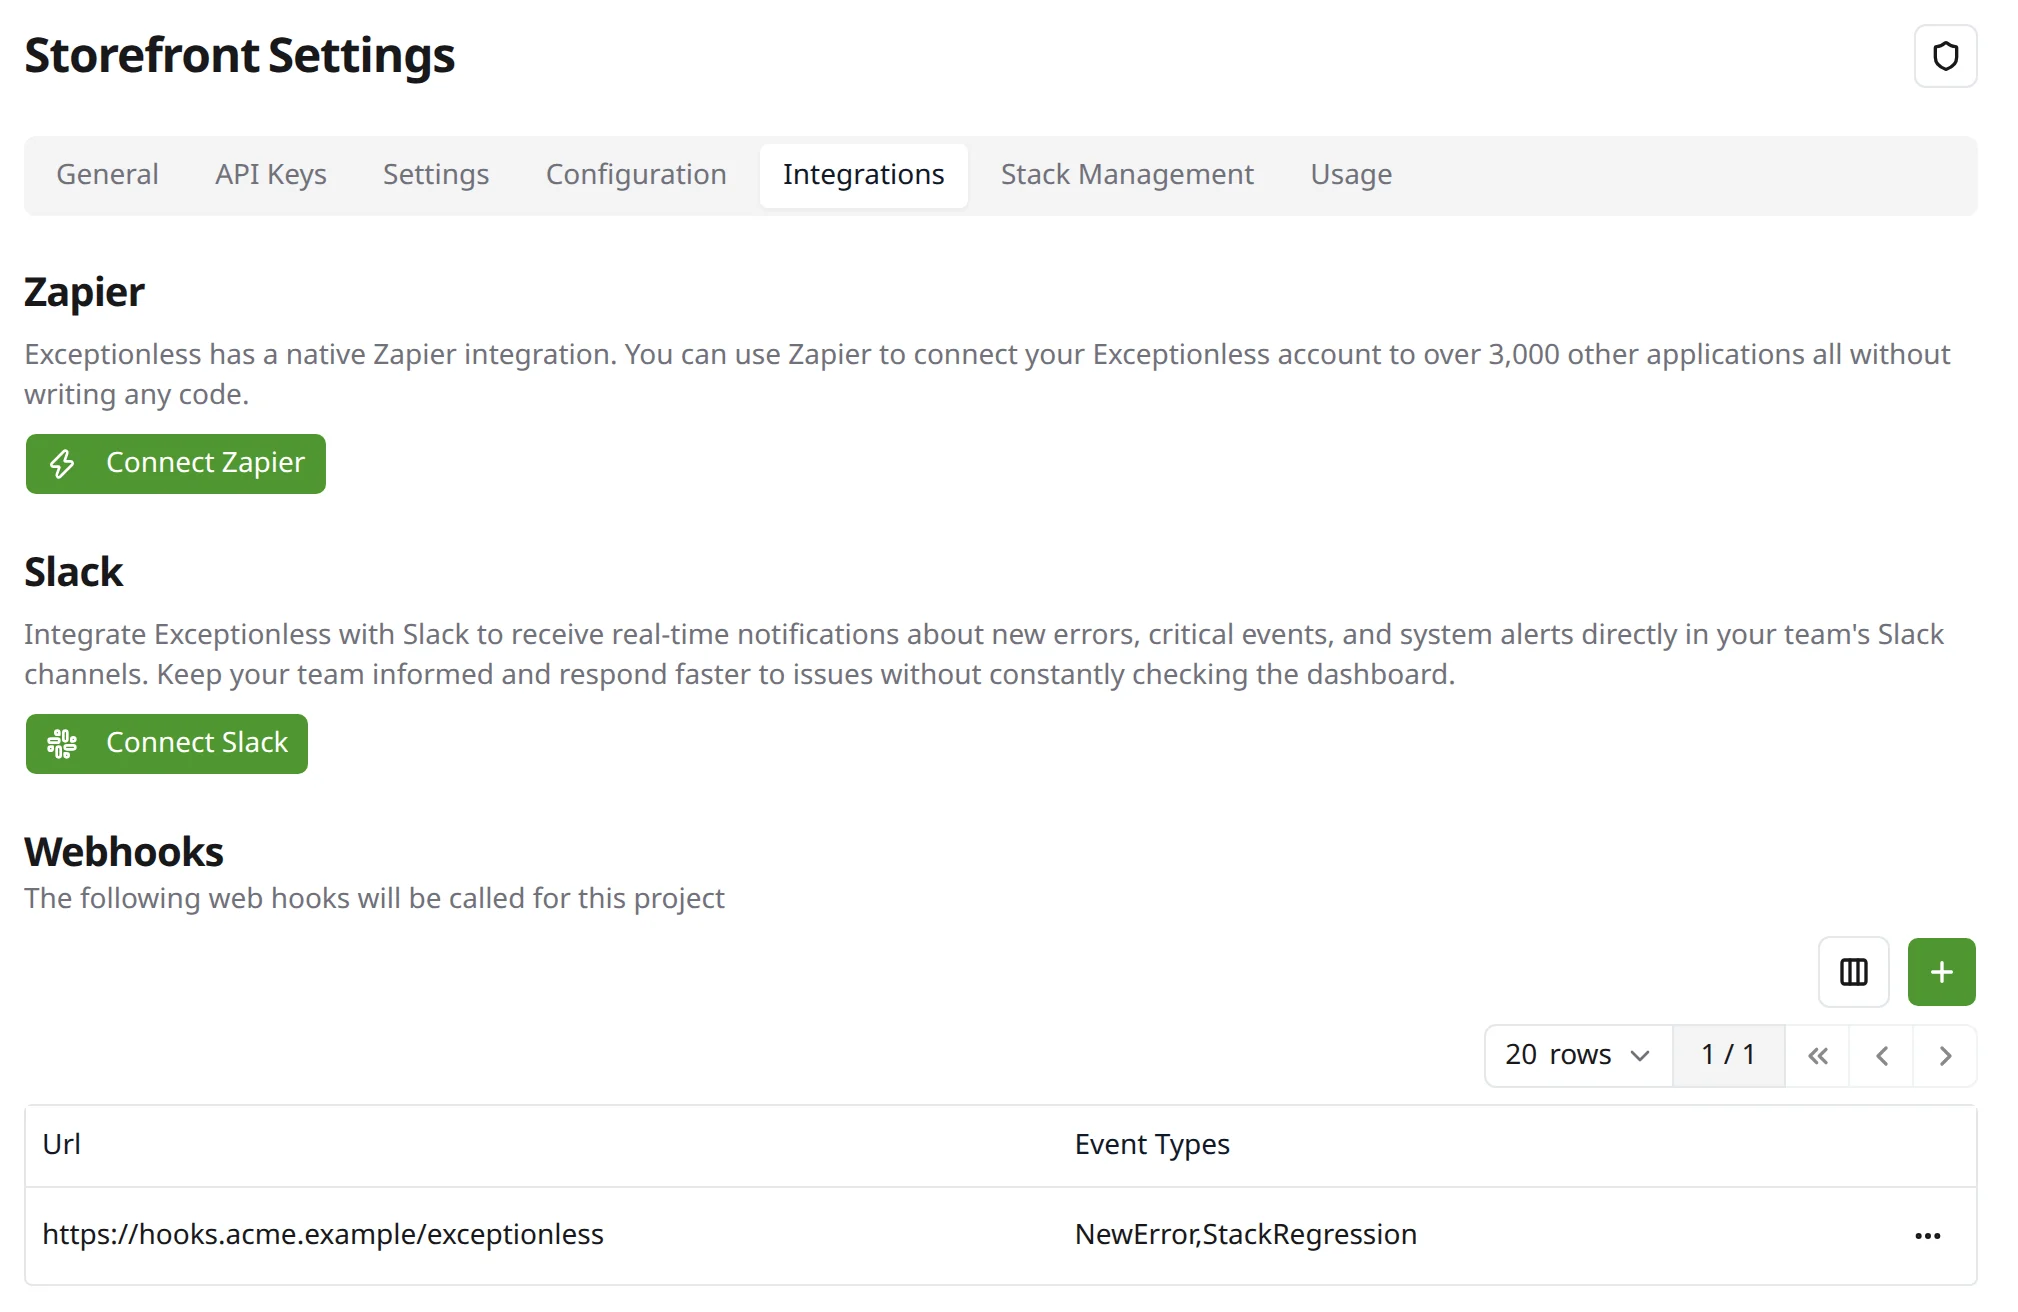 Storefront Settings
General API Keys Settings Configuration Integrations Stack Management Usage
Zapier
Exceptionless has a native Zapier integration. You can use Zapier to connect your Exceptionless account to over 3,000 other applications all without
writing any code.
Connect Zapier
Slack
Integrate Exceptionless with Slack to receive real-time notifications about new errors, critical events, and system alerts directly in your team's Slack
channels. Keep your team informed and respond faster to issues without constantly checking the dashboard.
Connect Slack
Webhooks
The following web hooks will be called for this project
20 rows 1 / 1
Url Event Types
https://hooks.acme.example/exceptionless NewError,StackRegression